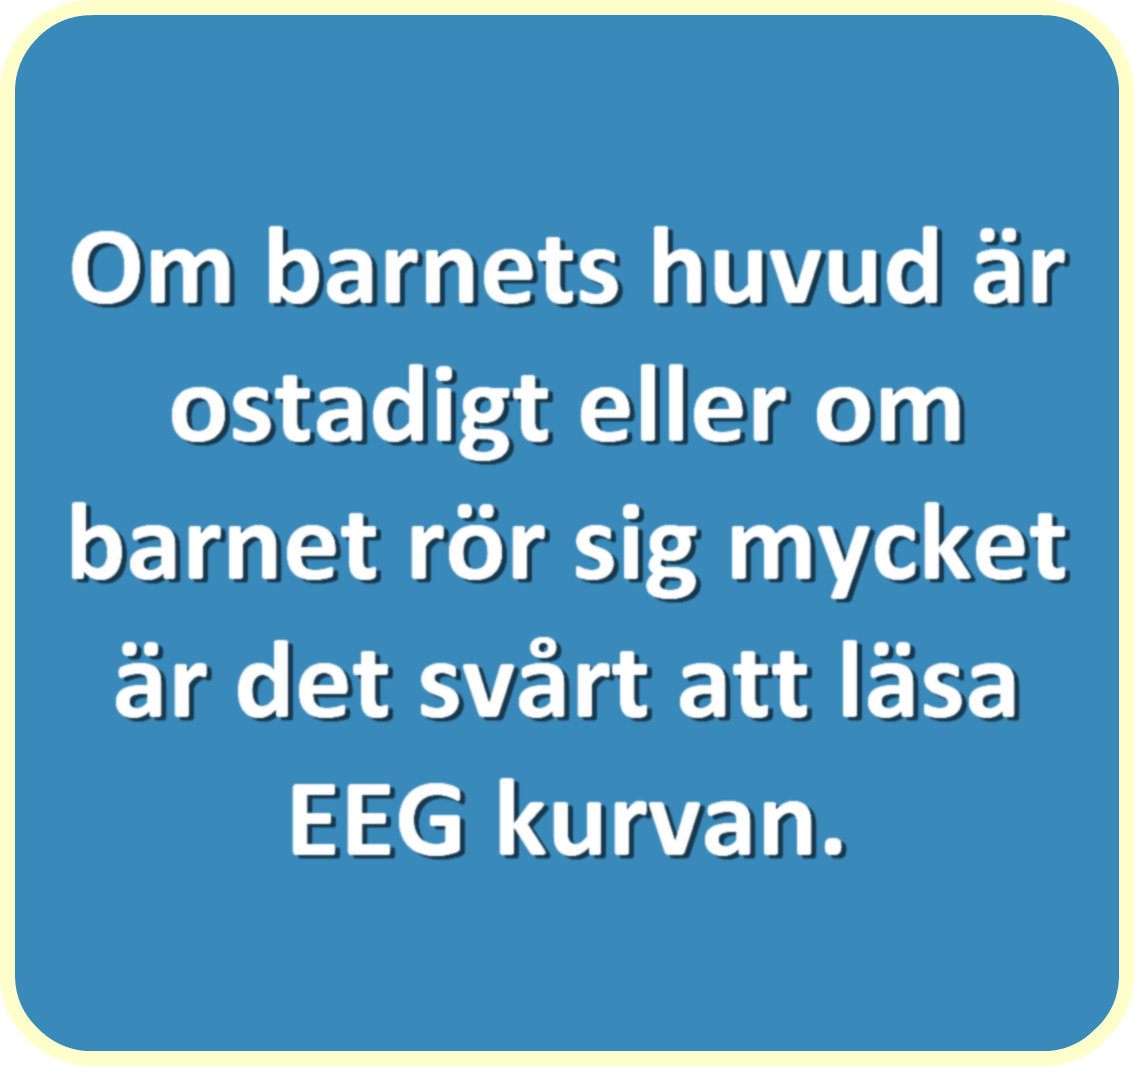 Om barnets huvud är
ostadigt eller om
barnet rör sig mycket
är det svårt att läsa
EEG kurvan.